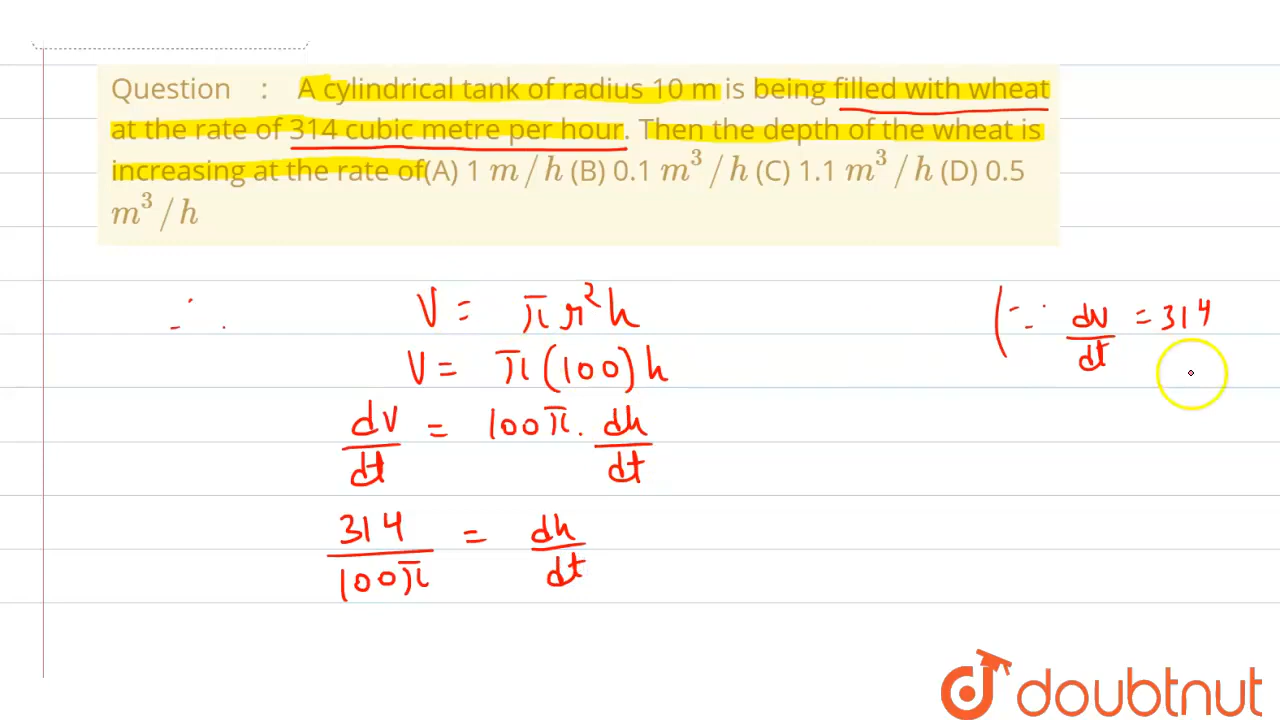 Question : A cylindrical tank of radius 10 m is being filled with wheat
at the rate of 314 cubic metre per hour. Then the depth of the wheat is
increasing at the rate of(A) 1 m/h (B) 0.1 m³/h (C) 1.1 m³/h (D) 0.5
m³/h
∴ V = πr²h
(∵ dv/dt = 314
V = π(100)h
dV/dt = 100π. dh/dt
314/100π = dh/dt
doubtnut